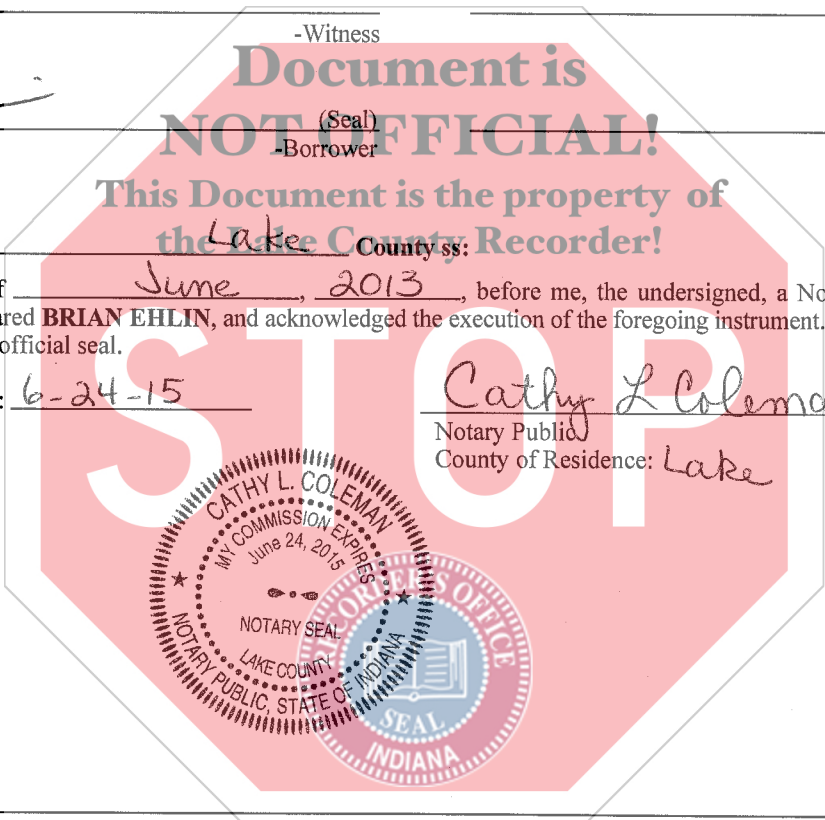 -Witness
Document is
(Seal)
NOT OFFICIAL!
-Borrower
This Document is the property of
the Lake County Recorder!
Lake County ss:
June, 2013, before me, the undersigned, a
BRIAN EHLIN, and acknowledged the execution of the foregoing instrument.
official seal.
: 6-24-15
Cathy L
Notary Public
County of Residence: Lake
STOP
CATHY L. COLEMAN
MY COMMISSION EXPIRES
June 24, 2015
NOTARY SEAL
LAKE COUNTY
NOTARY PUBLIC, STATE OF INDIANA
RECORDER'S OFFICE
SEAL
INDIANA